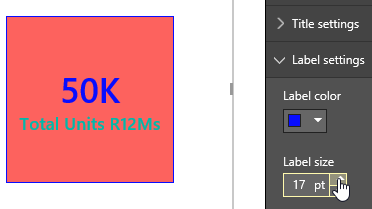 50K
Total Units R12Ms
Title settings
Label settings
Label color
Label size
17 pt